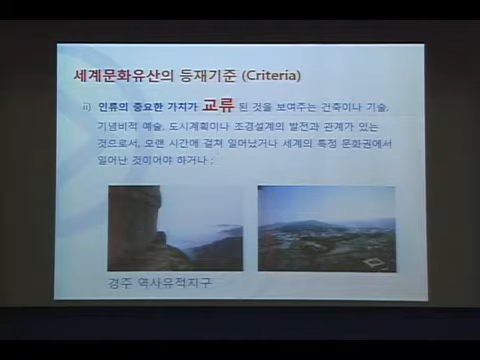 세계문화유산의 등재기준 (Criteria)
ii) 인류의 중요한 가치가 교류 된 것을 보여주는 건축이나 기술,
기념비적 예술, 도시계획이나 조경설계의 발전과 관계가 있는
것으로서, 오랜 시간에 걸쳐 일어났거나 세계의 특정 문화권에서
일어난 것이어야 하거나 ;
경주 역사유적지구